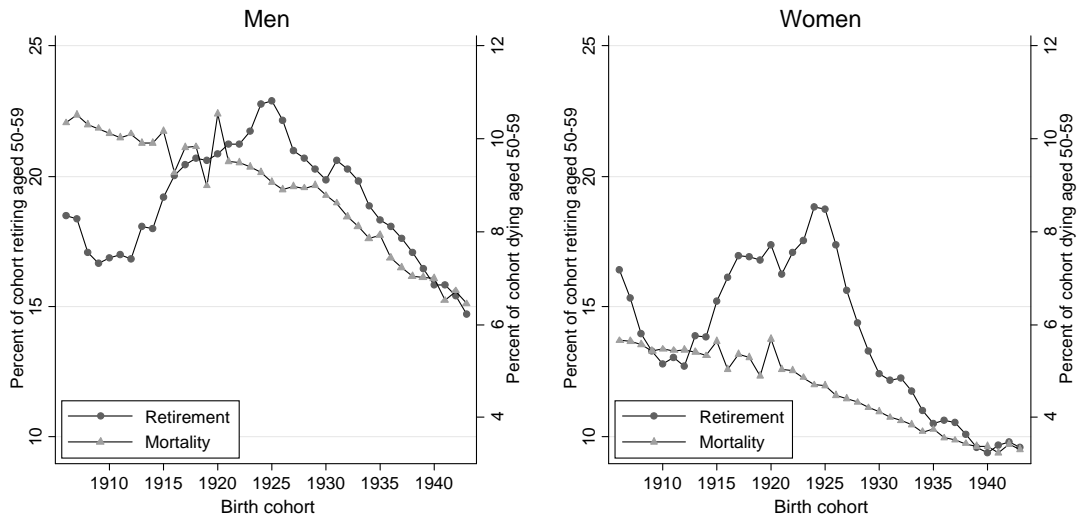 Men
Percent of cohort retiring aged 50-59
25
20
15
10
Percent of cohort dying aged 50-59
12
10
8
6
4
Retirement
Mortality
1910 1915 1920 1925 1930 1935 1940
Birth cohort
Women
Percent of cohort retiring aged 50-59
25
20
15
10
Percent of cohort dying aged 50-59
12
10
8
6
4
Retirement
Mortality
1910 1915 1920 1925 1930 1935 1940
Birth cohort